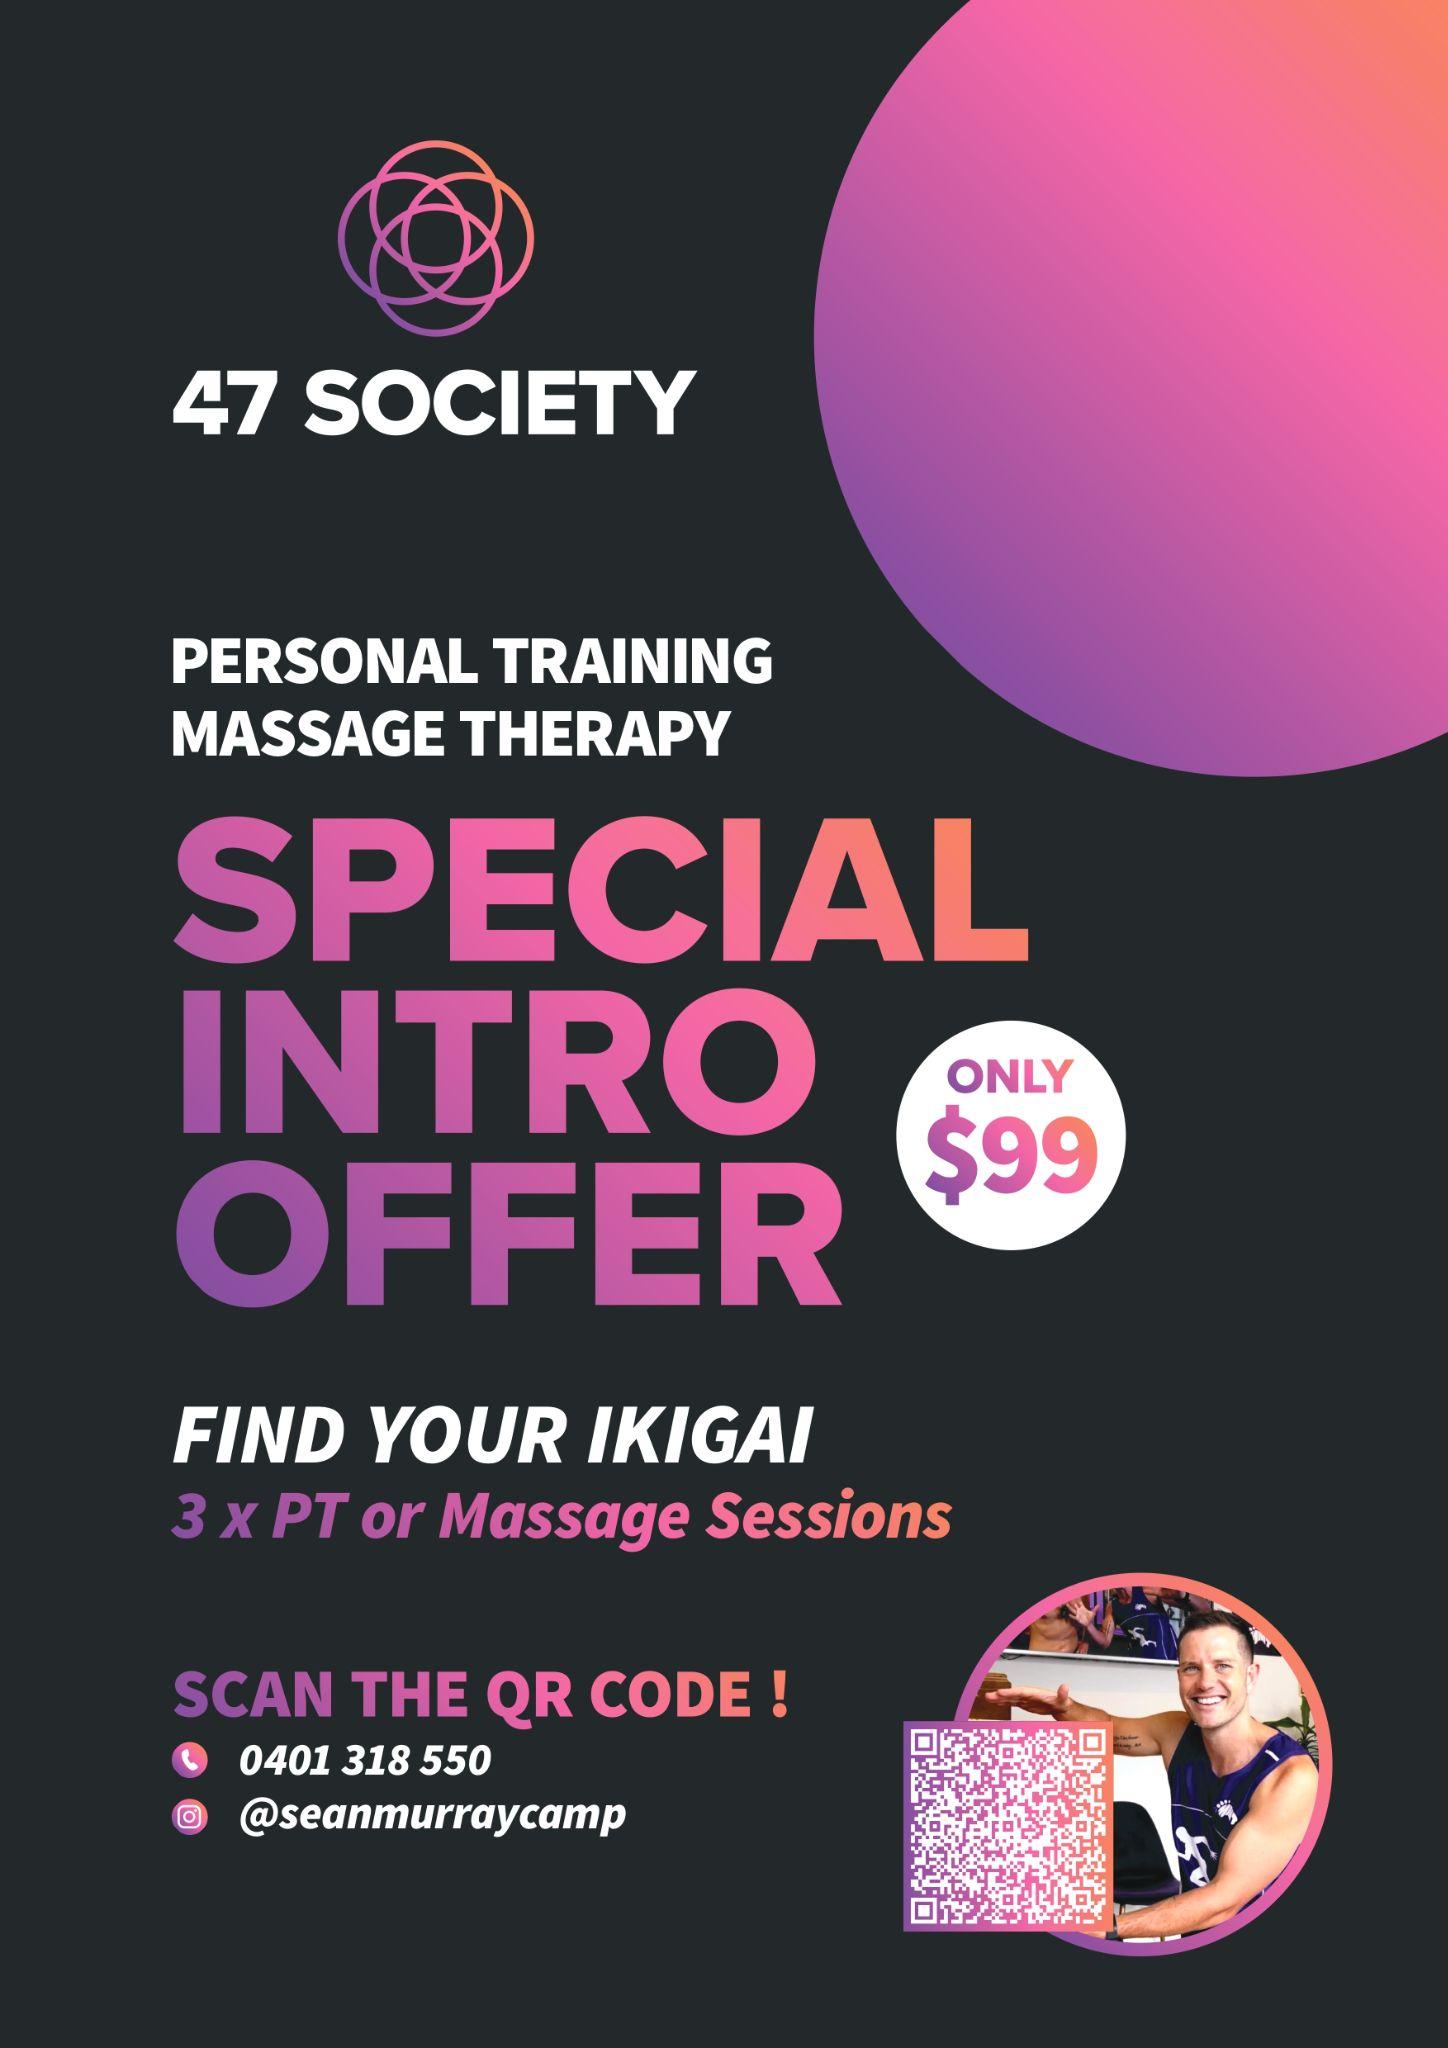 47 SOCIETY
PERSONAL TRAINING
MASSAGE THERAPY
SPECIAL
INTRO
OFFER
ONLY
$99
FIND YOUR IKIGAI
3 x PT or Massage Sessions
SCAN THE QR CODE !
0401 318 550
@seanmurraycamp